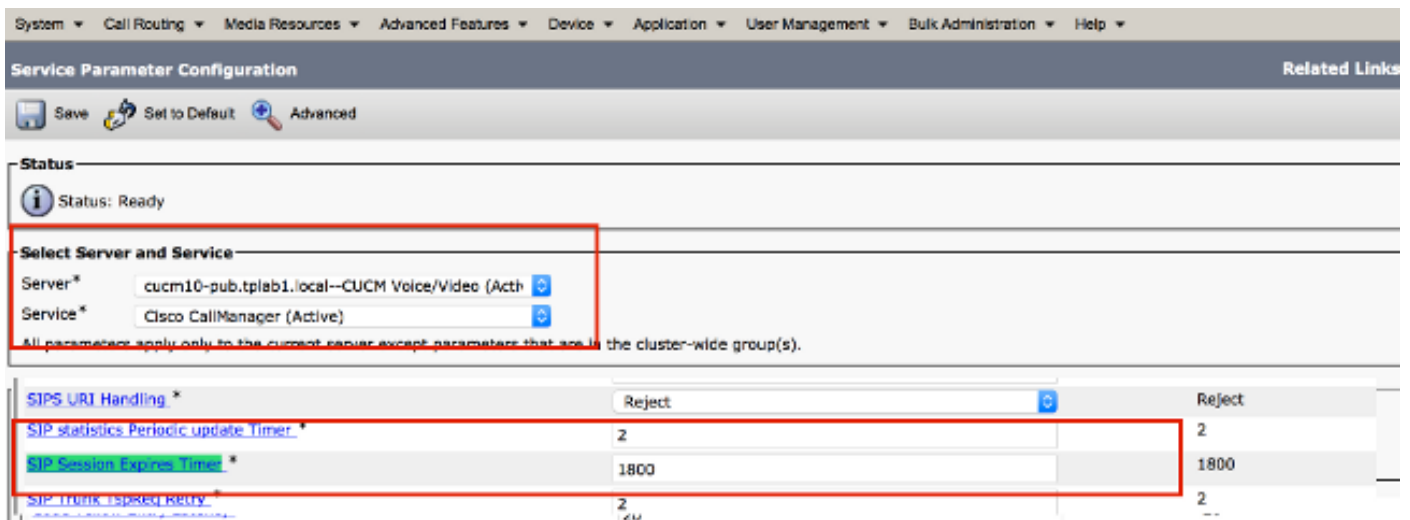 System Call Routing Media Resources Advanced Features Device Application User Management Bulk Administration Help
Service Parameter Configuration Related Links
Save Set to Default Advanced
Status
Status: Ready
Select Server and Service
Server* cucm10-pub.tplab1.local--CUCM Voice/Video (Activ
Service* Cisco CallManager (Active)
All parameters apply only to the current server except parameters that are in the cluster-wide group(s).
SIPS URI Handling * Reject Reject
SIP statistics Periodic update Timer * 2 2
SIP Session Expires Timer * 1800 1800
SIP Trunk TspReq Retry * 2 2